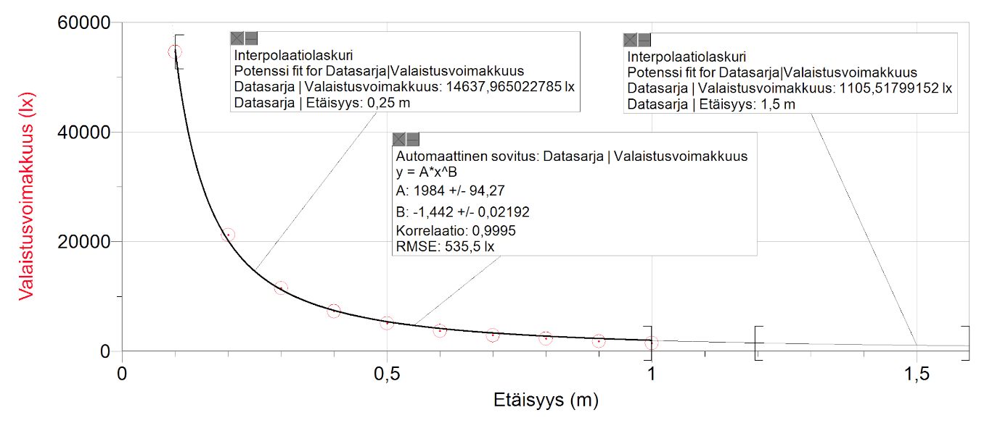 Valaistusvoimakkuus (lx)
60000
40000
20000
0
Interpolaatiolaskuri
Potenssi fit for Datasarja|Valaistusvoimakkuus
Datasarja | Valaistusvoimakkuus: 14637,965022785 lx
Datasarja | Etäisyys: 0,25 m
Interpolaatiolaskuri
Potenssi fit for Datasarja|Valaistusvoimakkuus
Datasarja | Valaistusvoimakkuus: 1105,51799152 lx
Datasarja | Etäisyys: 1,5 m
Automaattinen sovitus: Datasarja | Valaistusvoimakkuus
y = A*x^B
A: 1984 +/- 94,27
B: -1,442 +/- 0,02192
Korrelaatio: 0,9995
RMSE: 535,5 lx
0
0,5
1
1,5
Etäisyys (m)